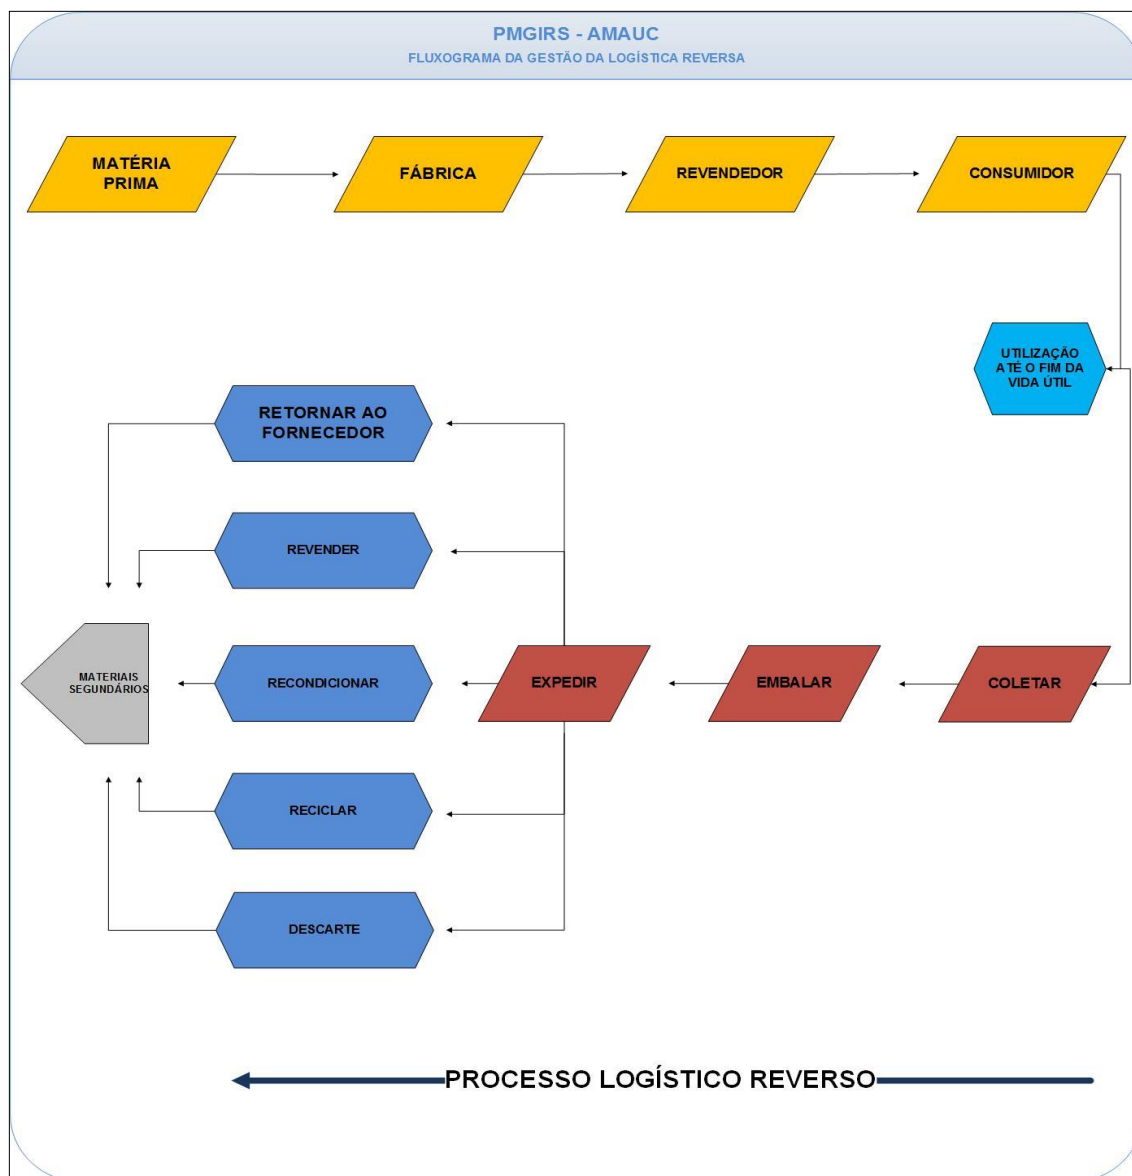 PMGIRS - AMAUC
FLUXOGRAMA DA GESTÃO DA LOGÍSTICA REVERSA
MATÉRIA
PRIMA
FÁBRICA
REVENDEDOR
CONSUMIDOR
UTILIZAÇÃO
ATÉ O FIM DA
VIDA ÚTIL
RETORNAR AO
FORNECEDOR
REVENDER
MATERIAIS
SEGUNDÁRIOS
RECONDICIONAR
EXPEDIR
EMBALAR
COLETAR
RECICLAR
DESCARTE
PROCESSO LOGÍSTICO REVERSO